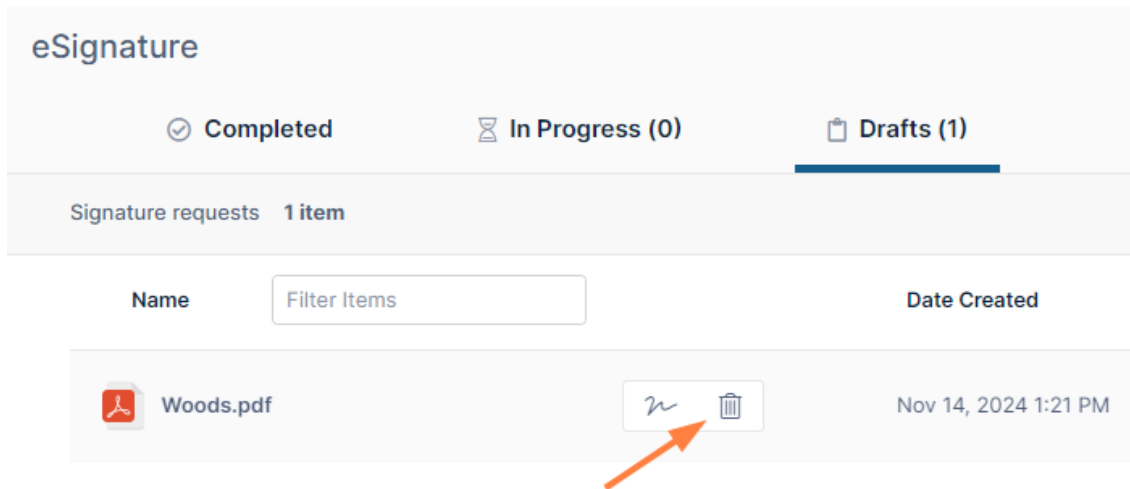 eSignature
Completed In Progress (0) Drafts (1)
Signature requests 1 item
Name Filter Items Date Created
Woods.pdf Nov 14, 2024 1:21 PM